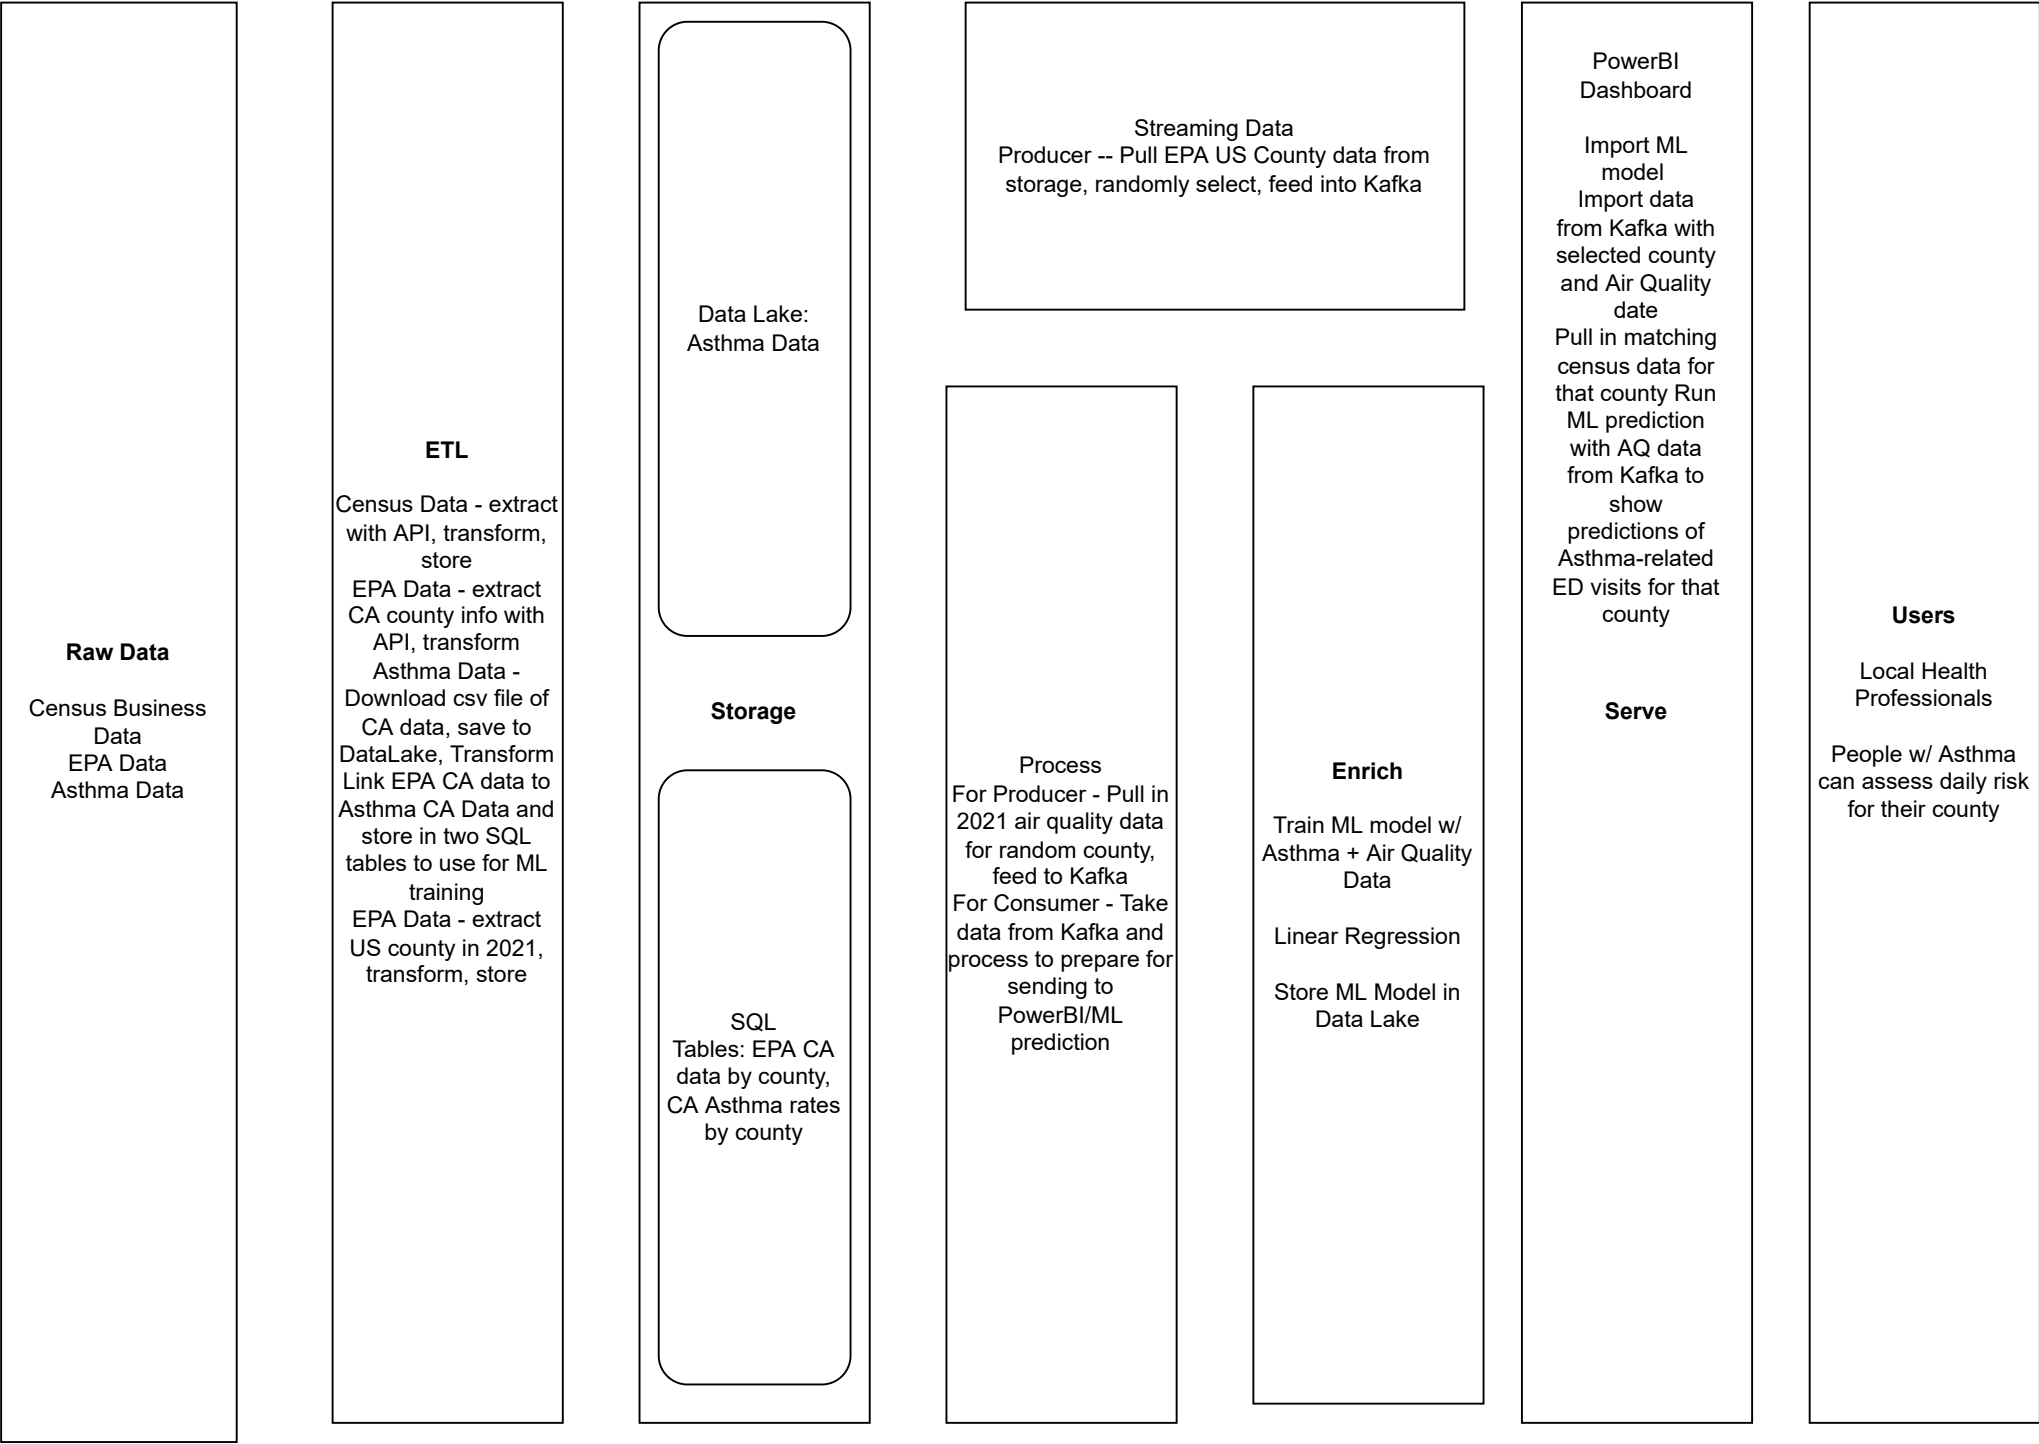 Raw Data
Census Business
Data
EPA Data
Asthma Data
ETL
Census Data - extract
with API, transform,
store
EPA Data - extract
CA county info with
API, transform
Asthma Data -
Download csv file of
CA data, save to
DataLake, Transform
Link EPA CA data to
Asthma CA Data and
store in two SQL
tables to use for ML
training
EPA Data - extract
US county in 2021,
transform, store
Data Lake:
Asthma Data
Storage
SQL
Tables: EPA CA
data by county,
CA Asthma rates
by county
Streaming Data
Producer -- Pull EPA US County data from
storage, randomly select, feed into Kafka
Process
For Producer - Pull in
2021 air quality data
for random county,
feed to Kafka
For Consumer - Take
data from Kafka and
process to prepare for
sending to
PowerBI/ML
prediction
Enrich
Train ML model w/
Asthma + Air Quality
Data
Linear Regression
Store ML Model in
Data Lake
PowerBI
Dashboard
Import ML
model
Import data
from Kafka with
selected county
and Air Quality
date
Pull in matching
census data for
that county Run
ML prediction
with AQ data
from Kafka to
show
predictions of
Asthma-related
ED visits for that
county
Serve
Users
Local Health
Professionals
People w/ Asthma
can assess daily risk
for their county